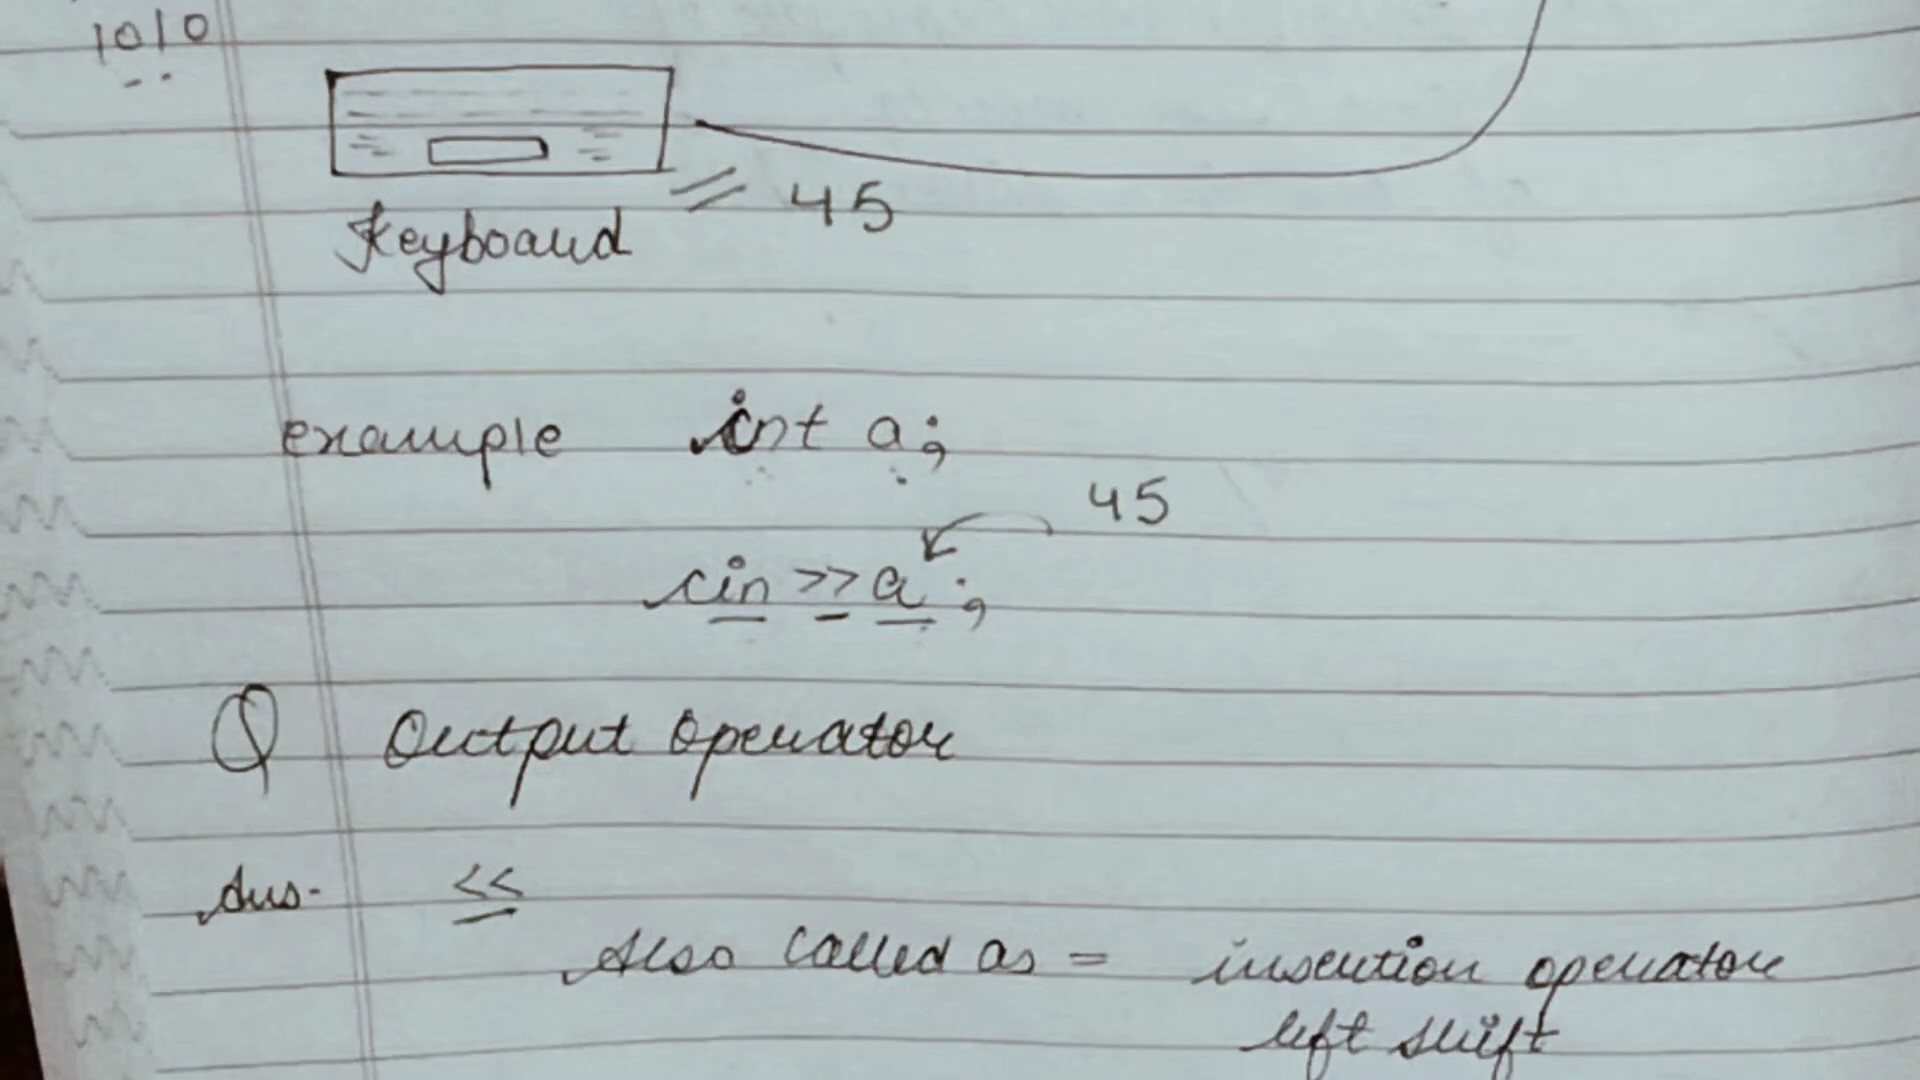 1010
45
Keyboard
example int a;
45
cin >> a ;
Q Output operator
Ans. <<
Also called as = insertion operator
left shift